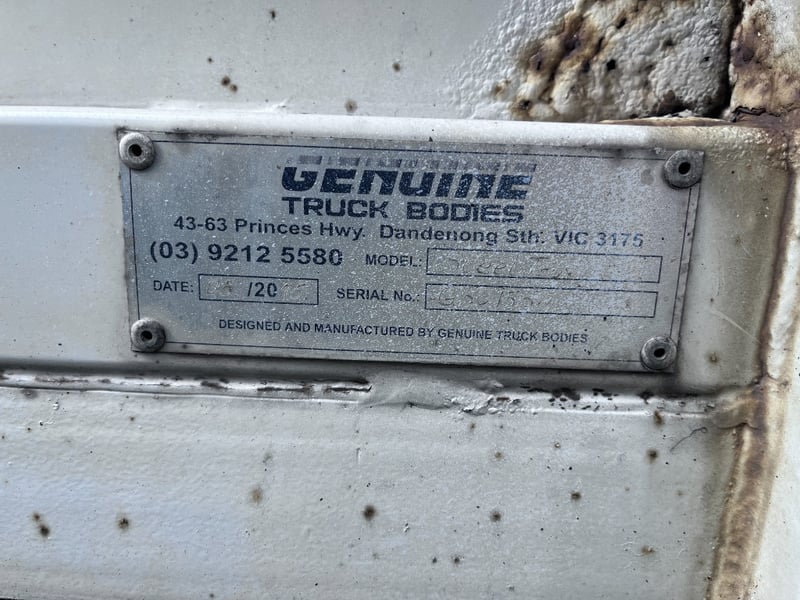 GENUINE
TRUCK BODIES
43-63 Princes Hwy. Dandenong Sth. VIC 3175
(03) 9212 5580 MODEL:
DATE: /20 SERIAL No.:
DESIGNED AND MANUFACTURED BY GENUINE TRUCK BODIES